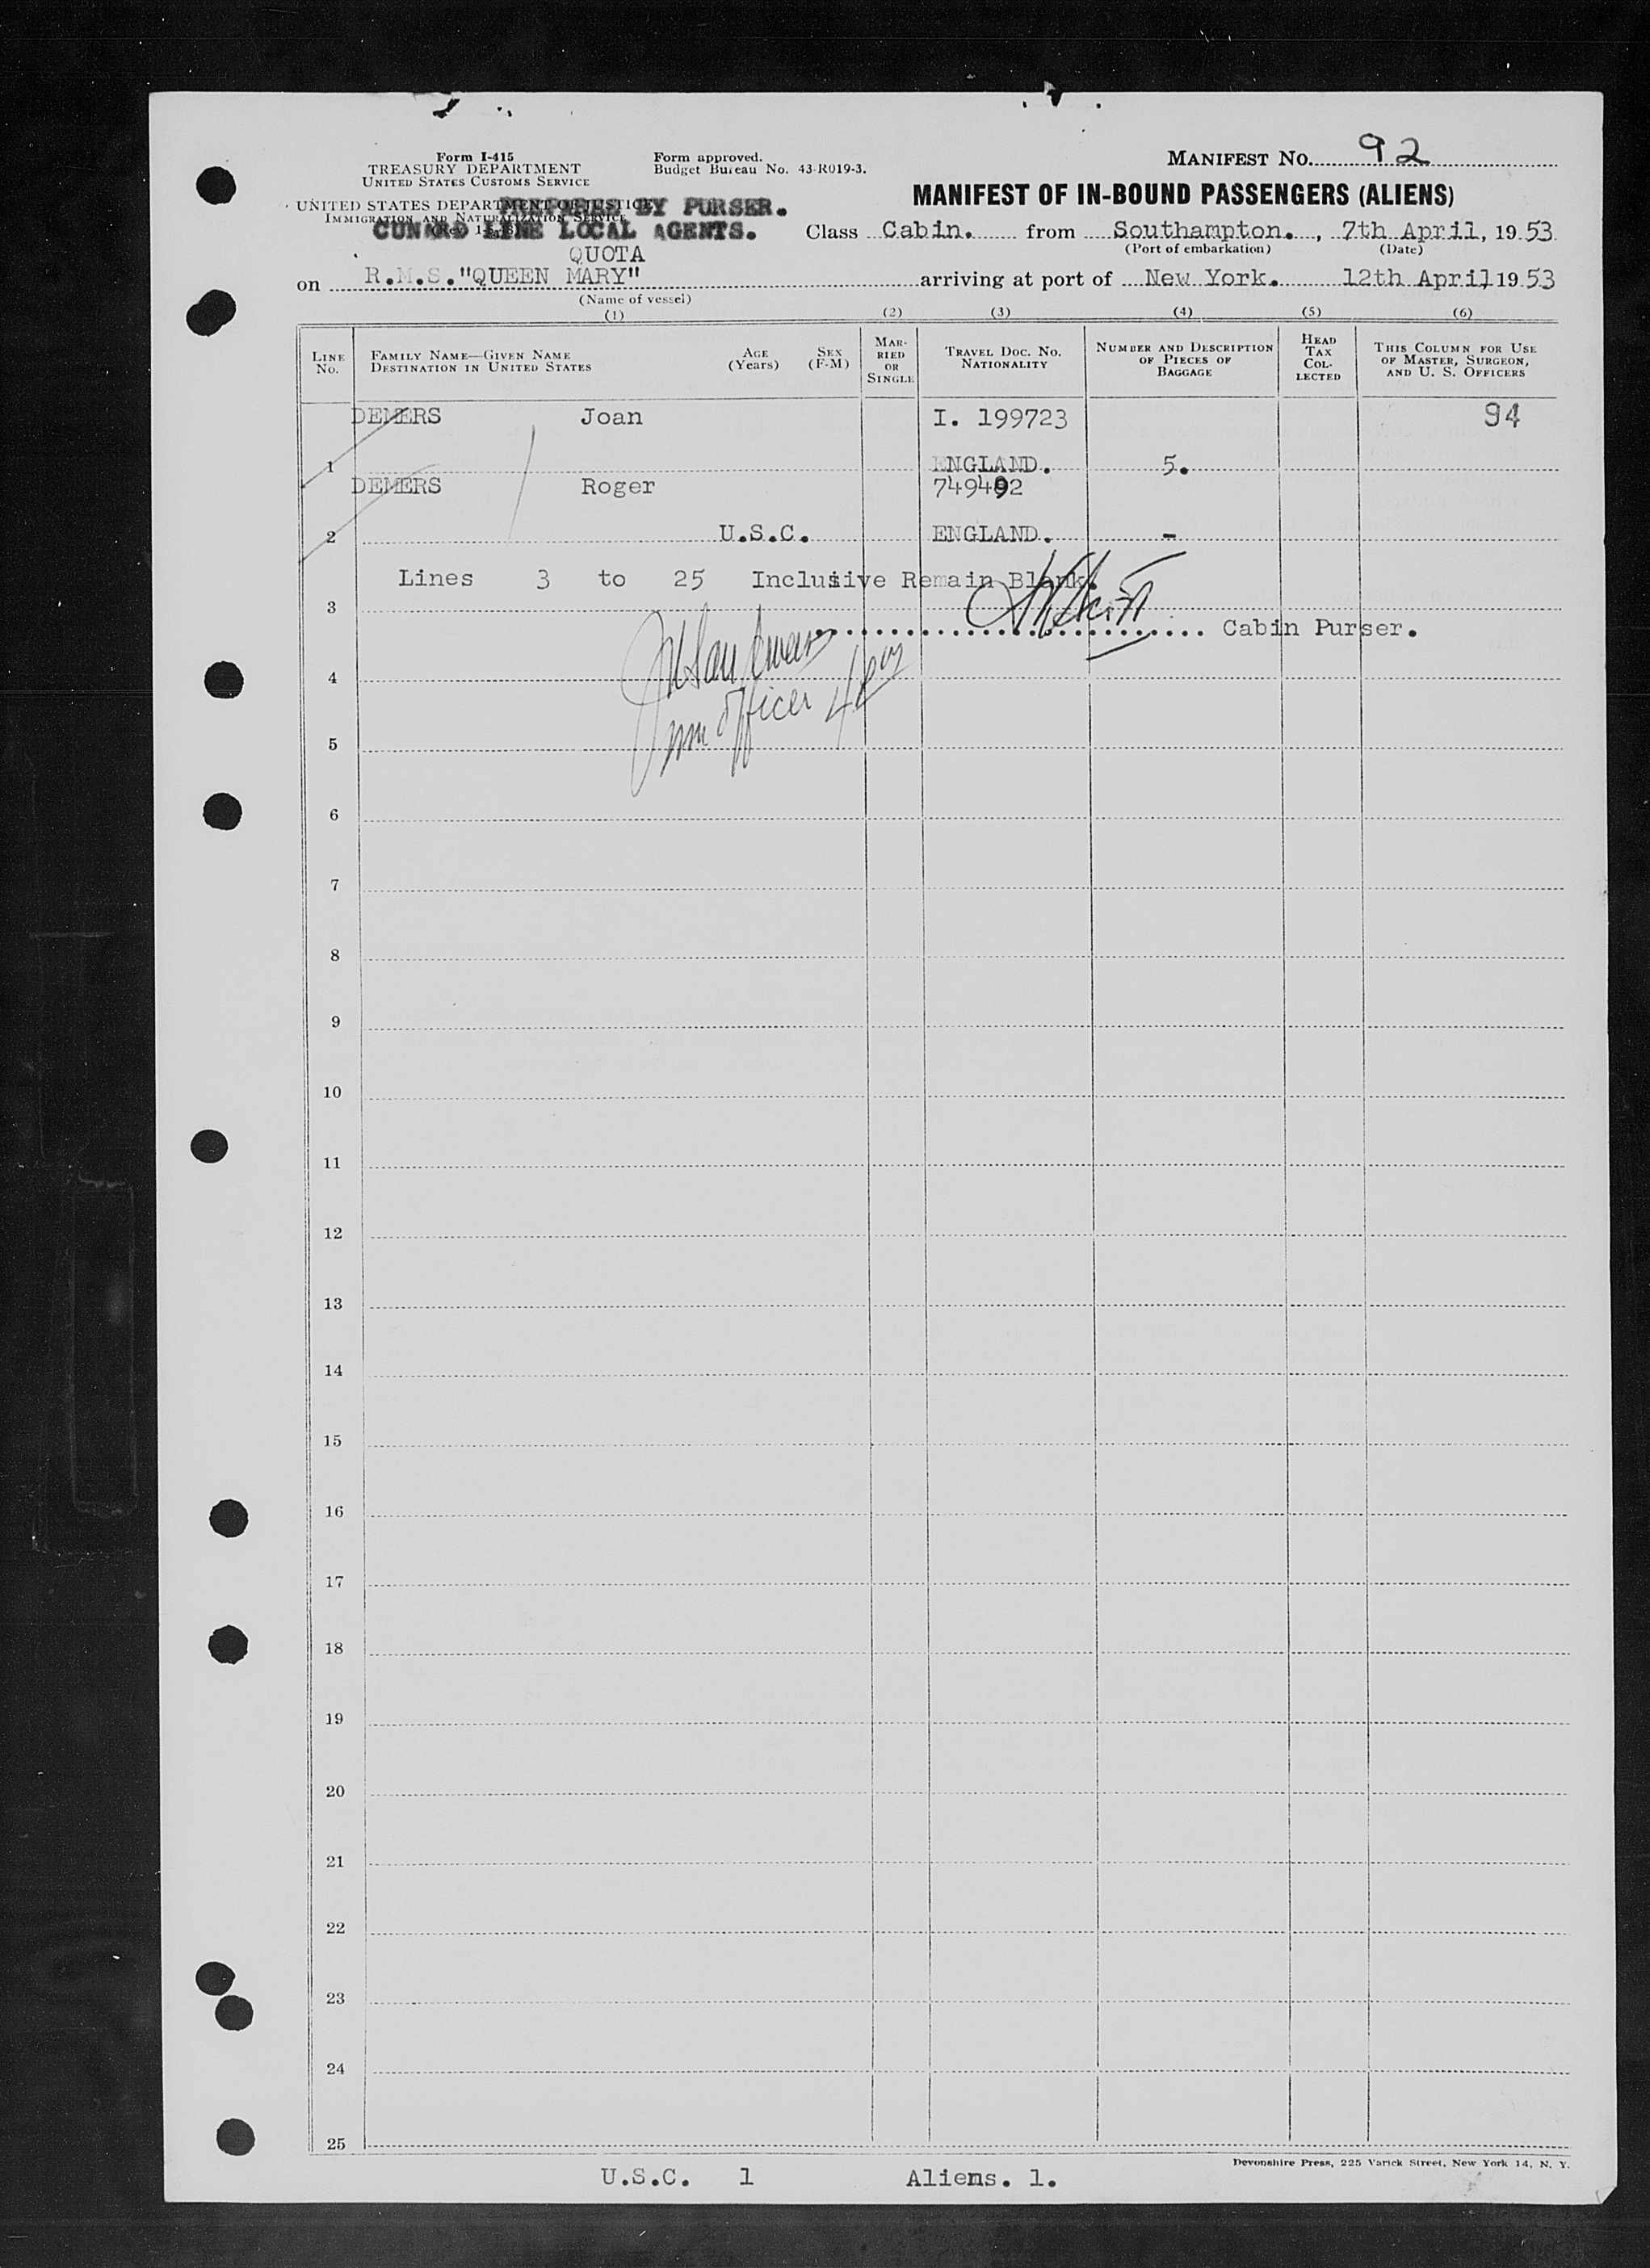 Form I-415
TREASURY DEPARTMENT
UNITED STATES CUSTOMS SERVICE
UNITED STATES DEPARTMENT OF JUSTICE
IMMIGRATION AND NATURALIZATION SERVICE
Form approved.
Budget Bureau No. 43-R019-3.
MANIFEST NO. 92
MANIFEST OF IN-BOUND PASSENGERS (ALIENS)
BY PURSER.
CUNARD LINE LOCAL AGENTS.
Class Cabin. from Southampton. , 7th April, 1953
(Port of embarkation) (Date)
QUOTA
on R.M.S."QUEEN MARY" arriving at port of New York. 12th April, 1953
(Name of vessel)
(1) (2) (3) (4) (5) (6)
LINE NO.
FAMILY NAME—GIVEN NAME
DESTINATION IN UNITED STATES
AGE (Years)
SEX (F-M)
MARRIED OR SINGLE
TRAVEL DOC. NO.
NATIONALITY
NUMBER AND DESCRIPTION OF PIECES OF BAGGAGE
HEAD TAX COLLECTED
THIS COLUMN FOR USE OF MASTER, SURGEON, AND U. S. OFFICERS
DEMERS Joan I. 199723 94
1 ENGLAND. 5.
DEMERS Roger 749492
2 U.S.C. ENGLAND. -
Lines 3 to 25 Inclusive Remain Blank.
3
Cabin Purser.
4
officer
5
6
7
8
9
10
11
12
13
14
15
16
17
18
19
20
21
22
23
24
25
Devonshire Press, 225 Varick Street, New York 14, N. Y.
U.S.C. 1 Aliens. 1.